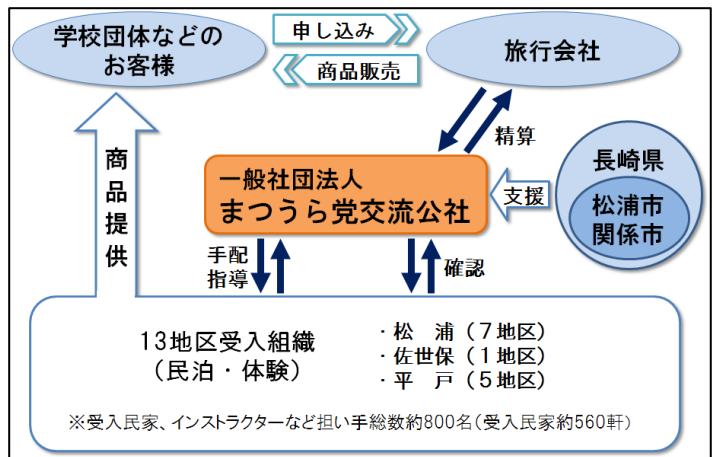 学校団体などの
お客様
申し込み
商品販売
旅行会社
精算
商品提供
一般社団法人
まつうら党交流公社
支援
長崎県
松浦市
関係市
手配
指導
確認
13地区受入組織
（民泊・体験）
・松　浦（7地区）
・佐世保（1地区）
・平　戸（5地区）
※受入民家、インストラクターなど担い手総数約800名（受入民家約560軒）